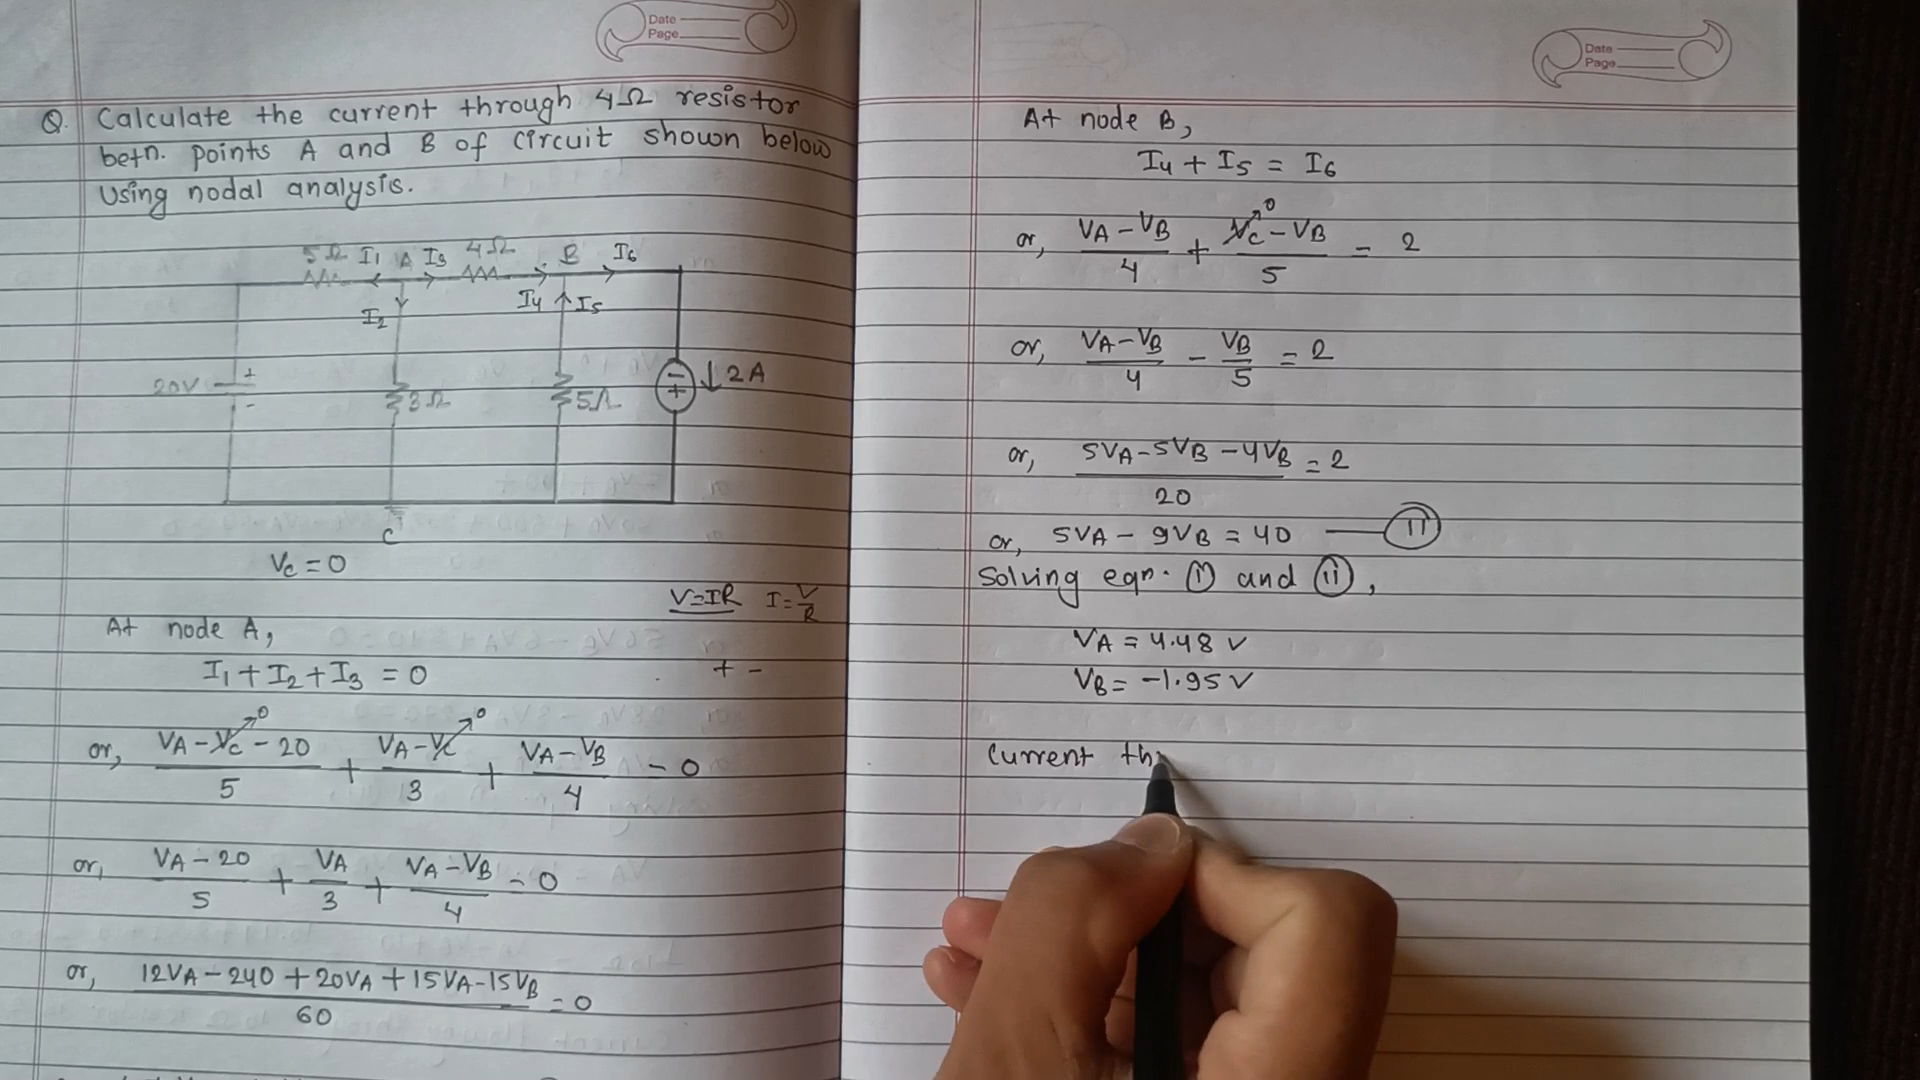 Date
Page
Q. Calculate the current through 4Ω resistor
betn. points A and B of circuit shown below
Using nodal analysis.
5Ω I1 A I3 4Ω B I6
I2 I4 I5
20V + - 3Ω 5Ω - + ↓2A
C
Vc = 0
V=IR I=V/R
At node A,
I1 + I2 + I3 = 0
+ -
or, (VA - Vc→0 - 20)/5 + (VA - Vc→0)/3 + (VA - VB)/4 = 0
or, (VA - 20)/5 + VA/3 + (VA - VB)/4 = 0
or, (12VA - 240 + 20VA + 15VA - 15VB)/60 = 0
Date
Page
At node B,
I4 + I5 = I6
or, (VA - VB)/4 + (Vc→0 - VB)/5 = 2
or, (VA - VB)/4 - VB/5 = 2
or, (5VA - 5VB - 4VB)/20 = 2
or, 5VA - 9VB = 40 — (II)
Solving eqn. (I) and (II),
VA = 4.48 V
VB = -1.95 V
Current th